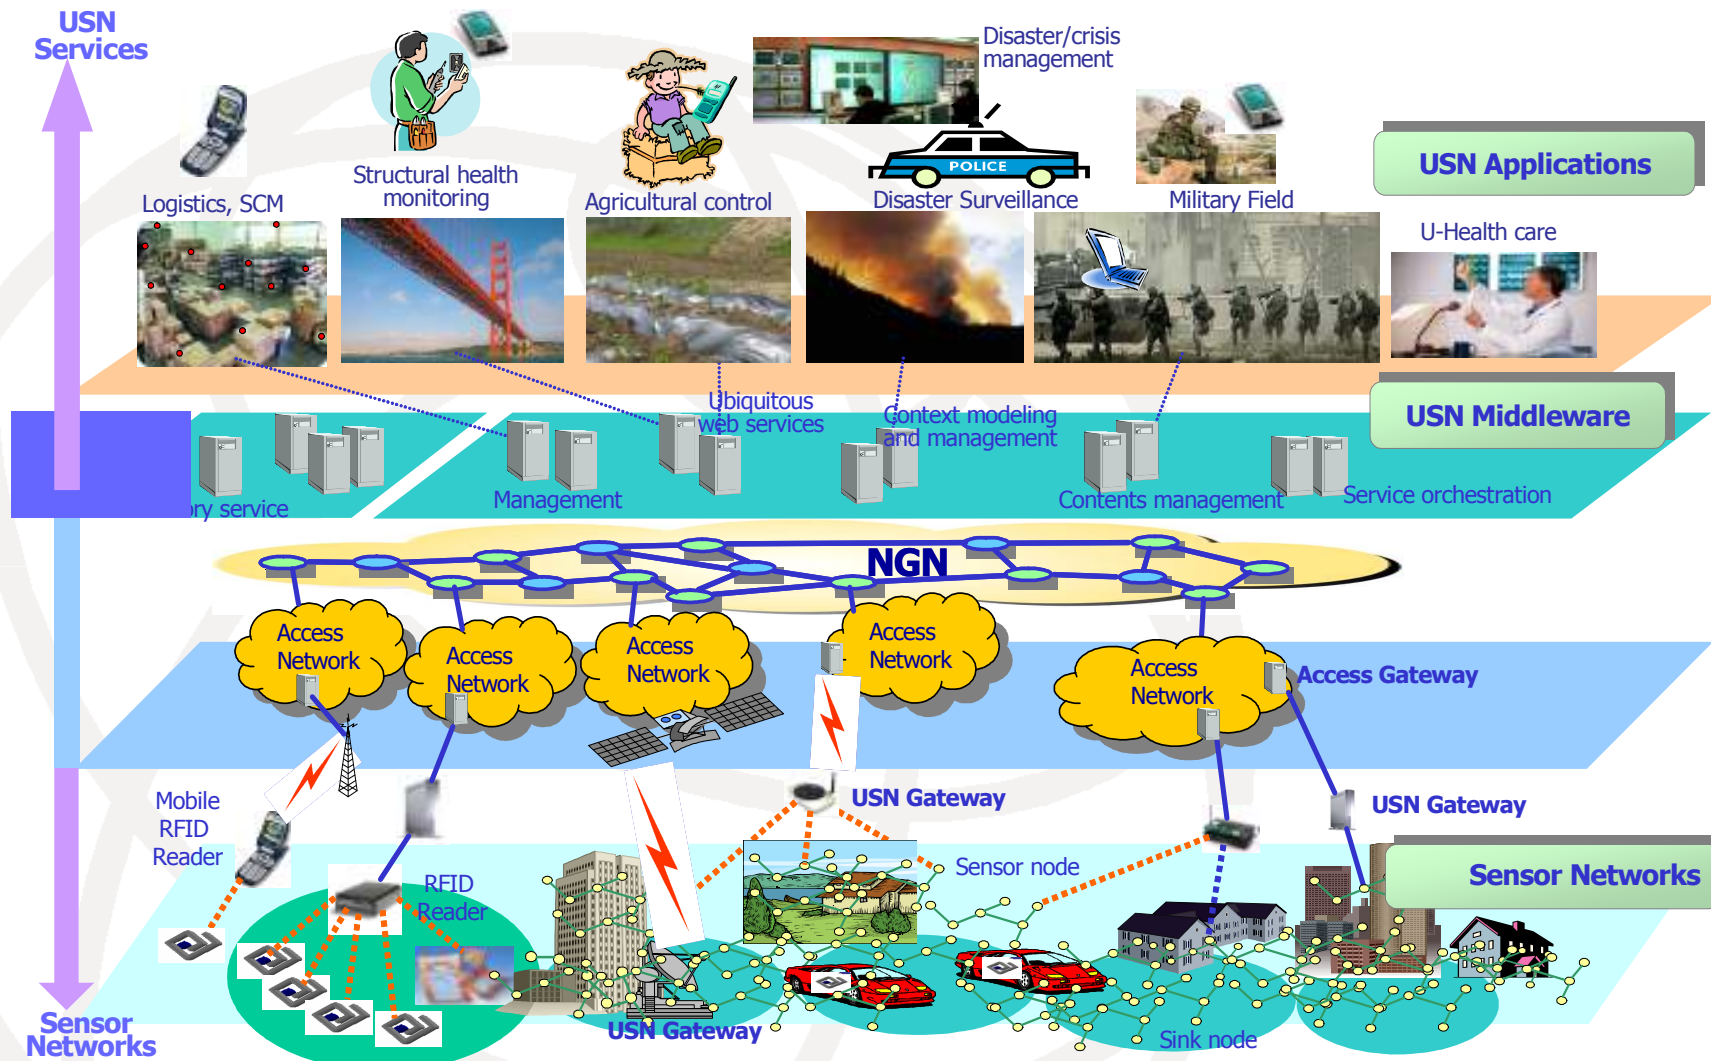 USN
Services
Disaster/crisis
management
POLICE
USN Applications
Structural health
monitoring
Logistics, SCM
Agricultural control
Disaster Surveillance
Military Field
U-Health care
USN Middleware
Ubiquitous
web services
Context modeling
and management
ory service
Management
Contents management
Service orchestration
NGN
Access
Network
Access
Network
Access
Network
Access
Network
Access
Network
Access Gateway
Mobile
RFID
Reader
USN Gateway
USN Gateway
RFID
Reader
Sensor node
Sensor Networks
USN Gateway
Sink node
Sensor
Networks